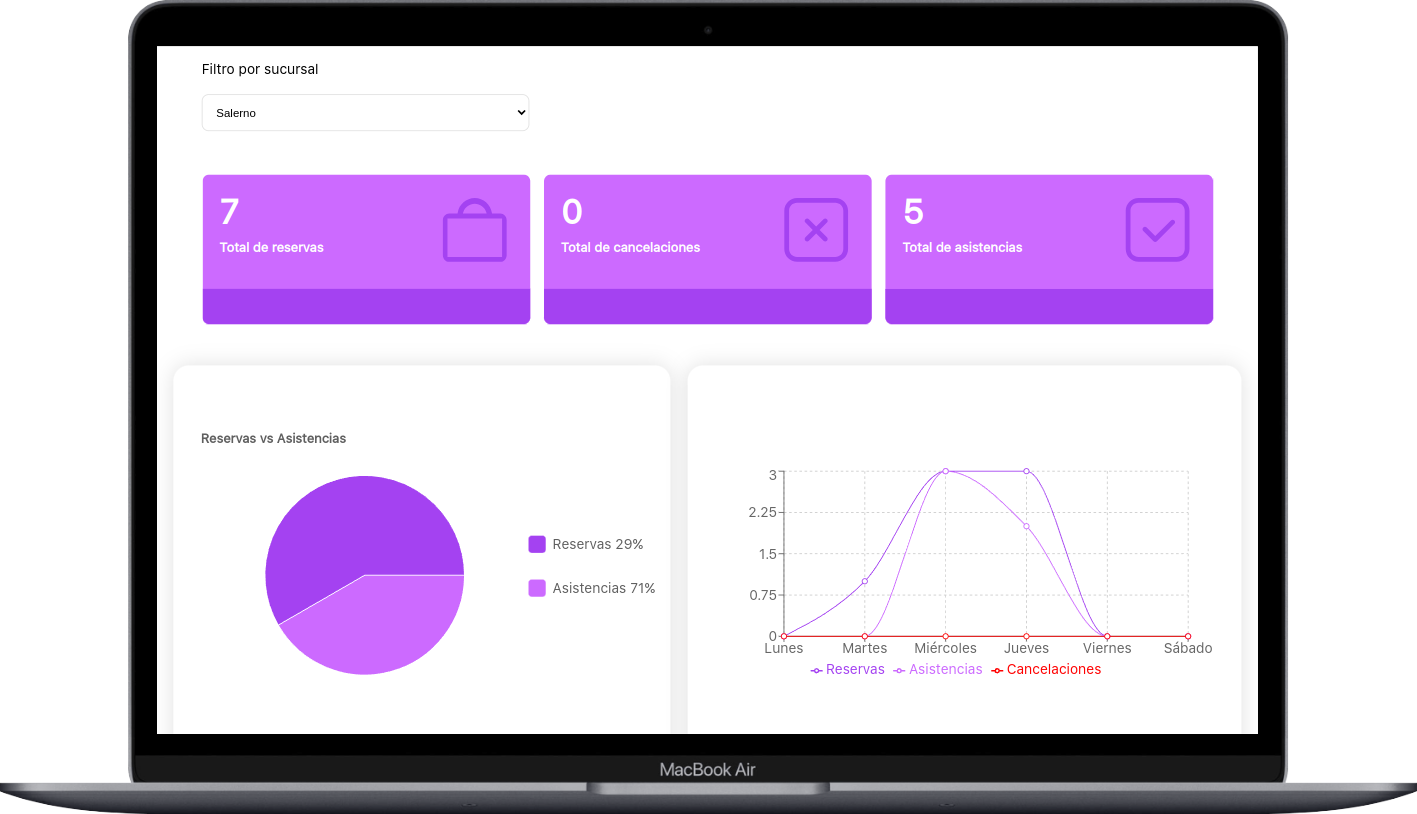 Filtro por sucursal
Salerno
7
Total de reservas
0
Total de cancelaciones
5
Total de asistencias
Reservas vs Asistencias
Reservas 29%
Asistencias 71%
3
2.25
1.5
0.75
0
Lunes Martes Miércoles Jueves Viernes Sábado
Reservas Asistencias Cancelaciones
MacBook Air